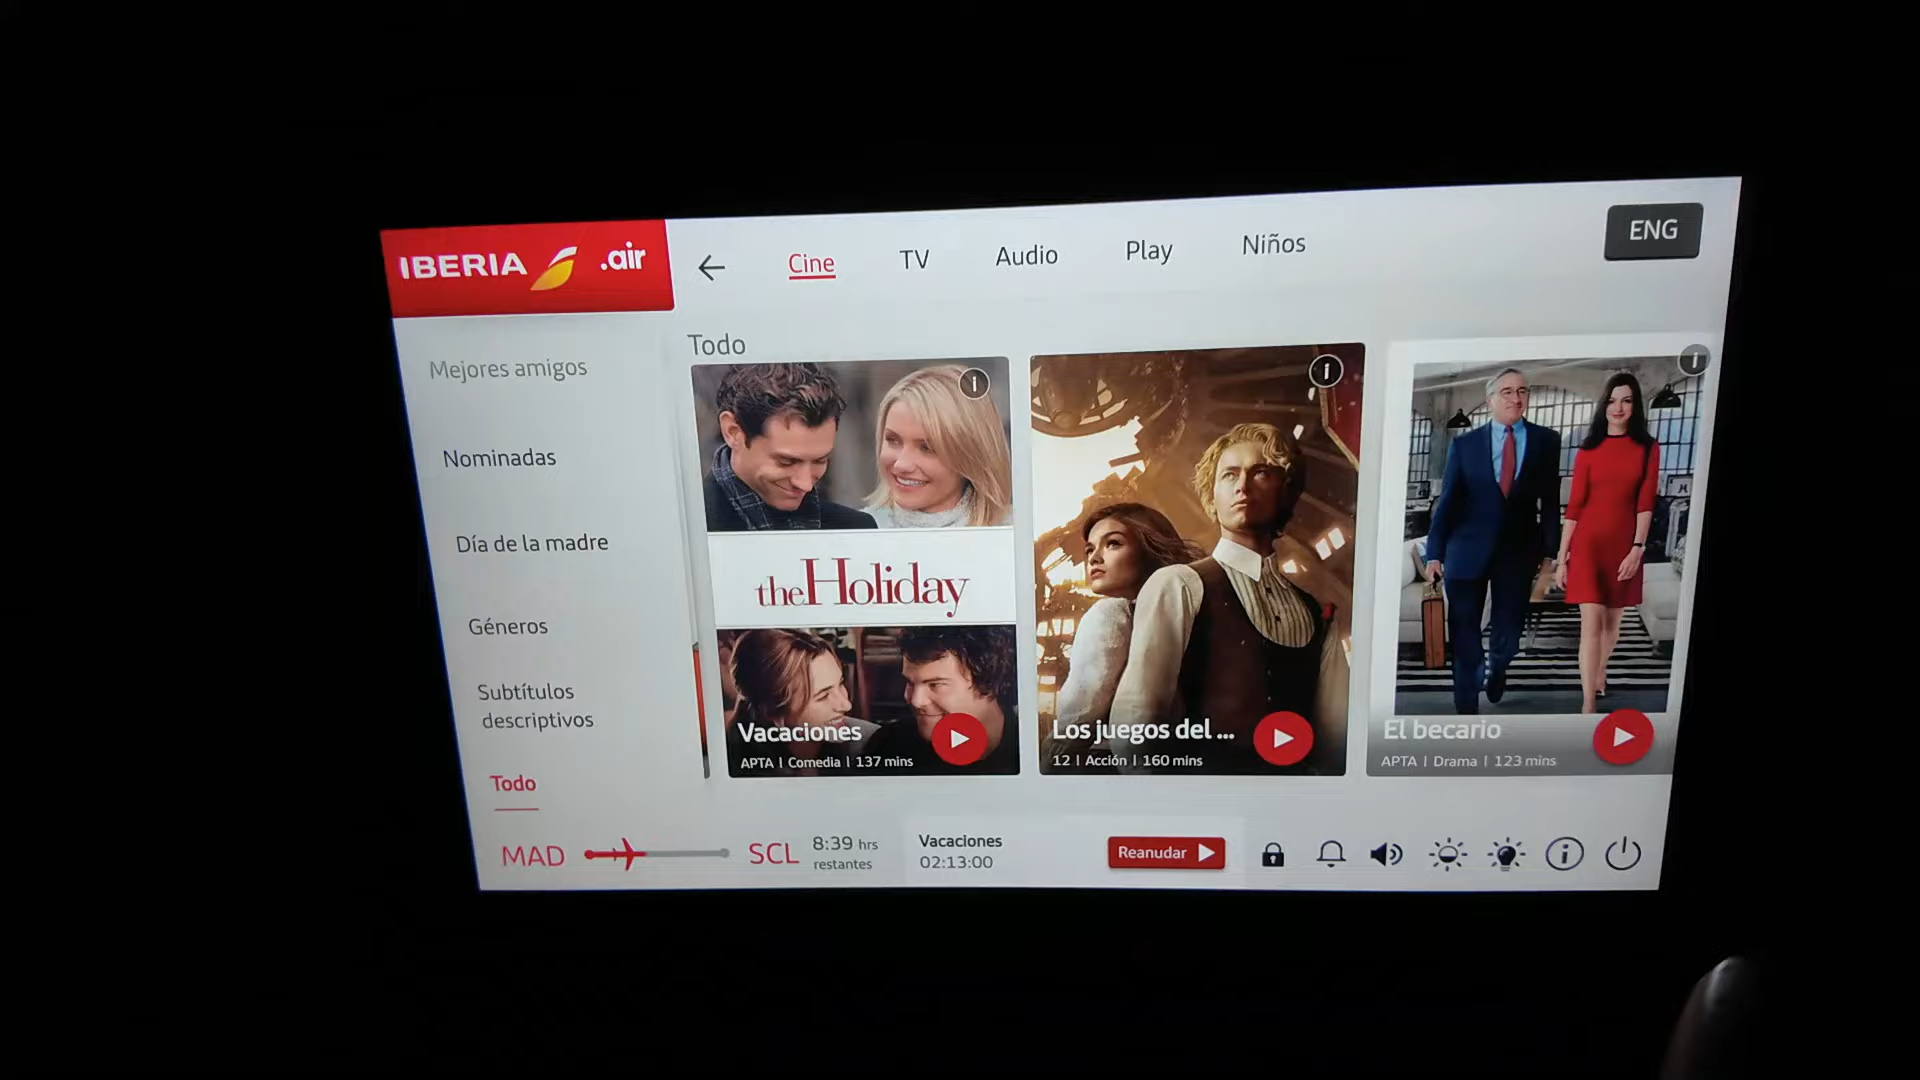 IBERIA .air
Cine
TV
Audio
Play
Niños
ENG
Mejores amigos
Nominadas
Día de la madre
Géneros
Subtítulos
descriptivos
Todo
Todo
theHoliday
Vacaciones
APTA | Comedia | 137 mins
Los juegos del ...
12 | Acción | 160 mins
El becario
APTA | Drama | 123 mins
MAD
SCL
8:39 hrs
restantes
Vacaciones
02:13:00
Reanudar